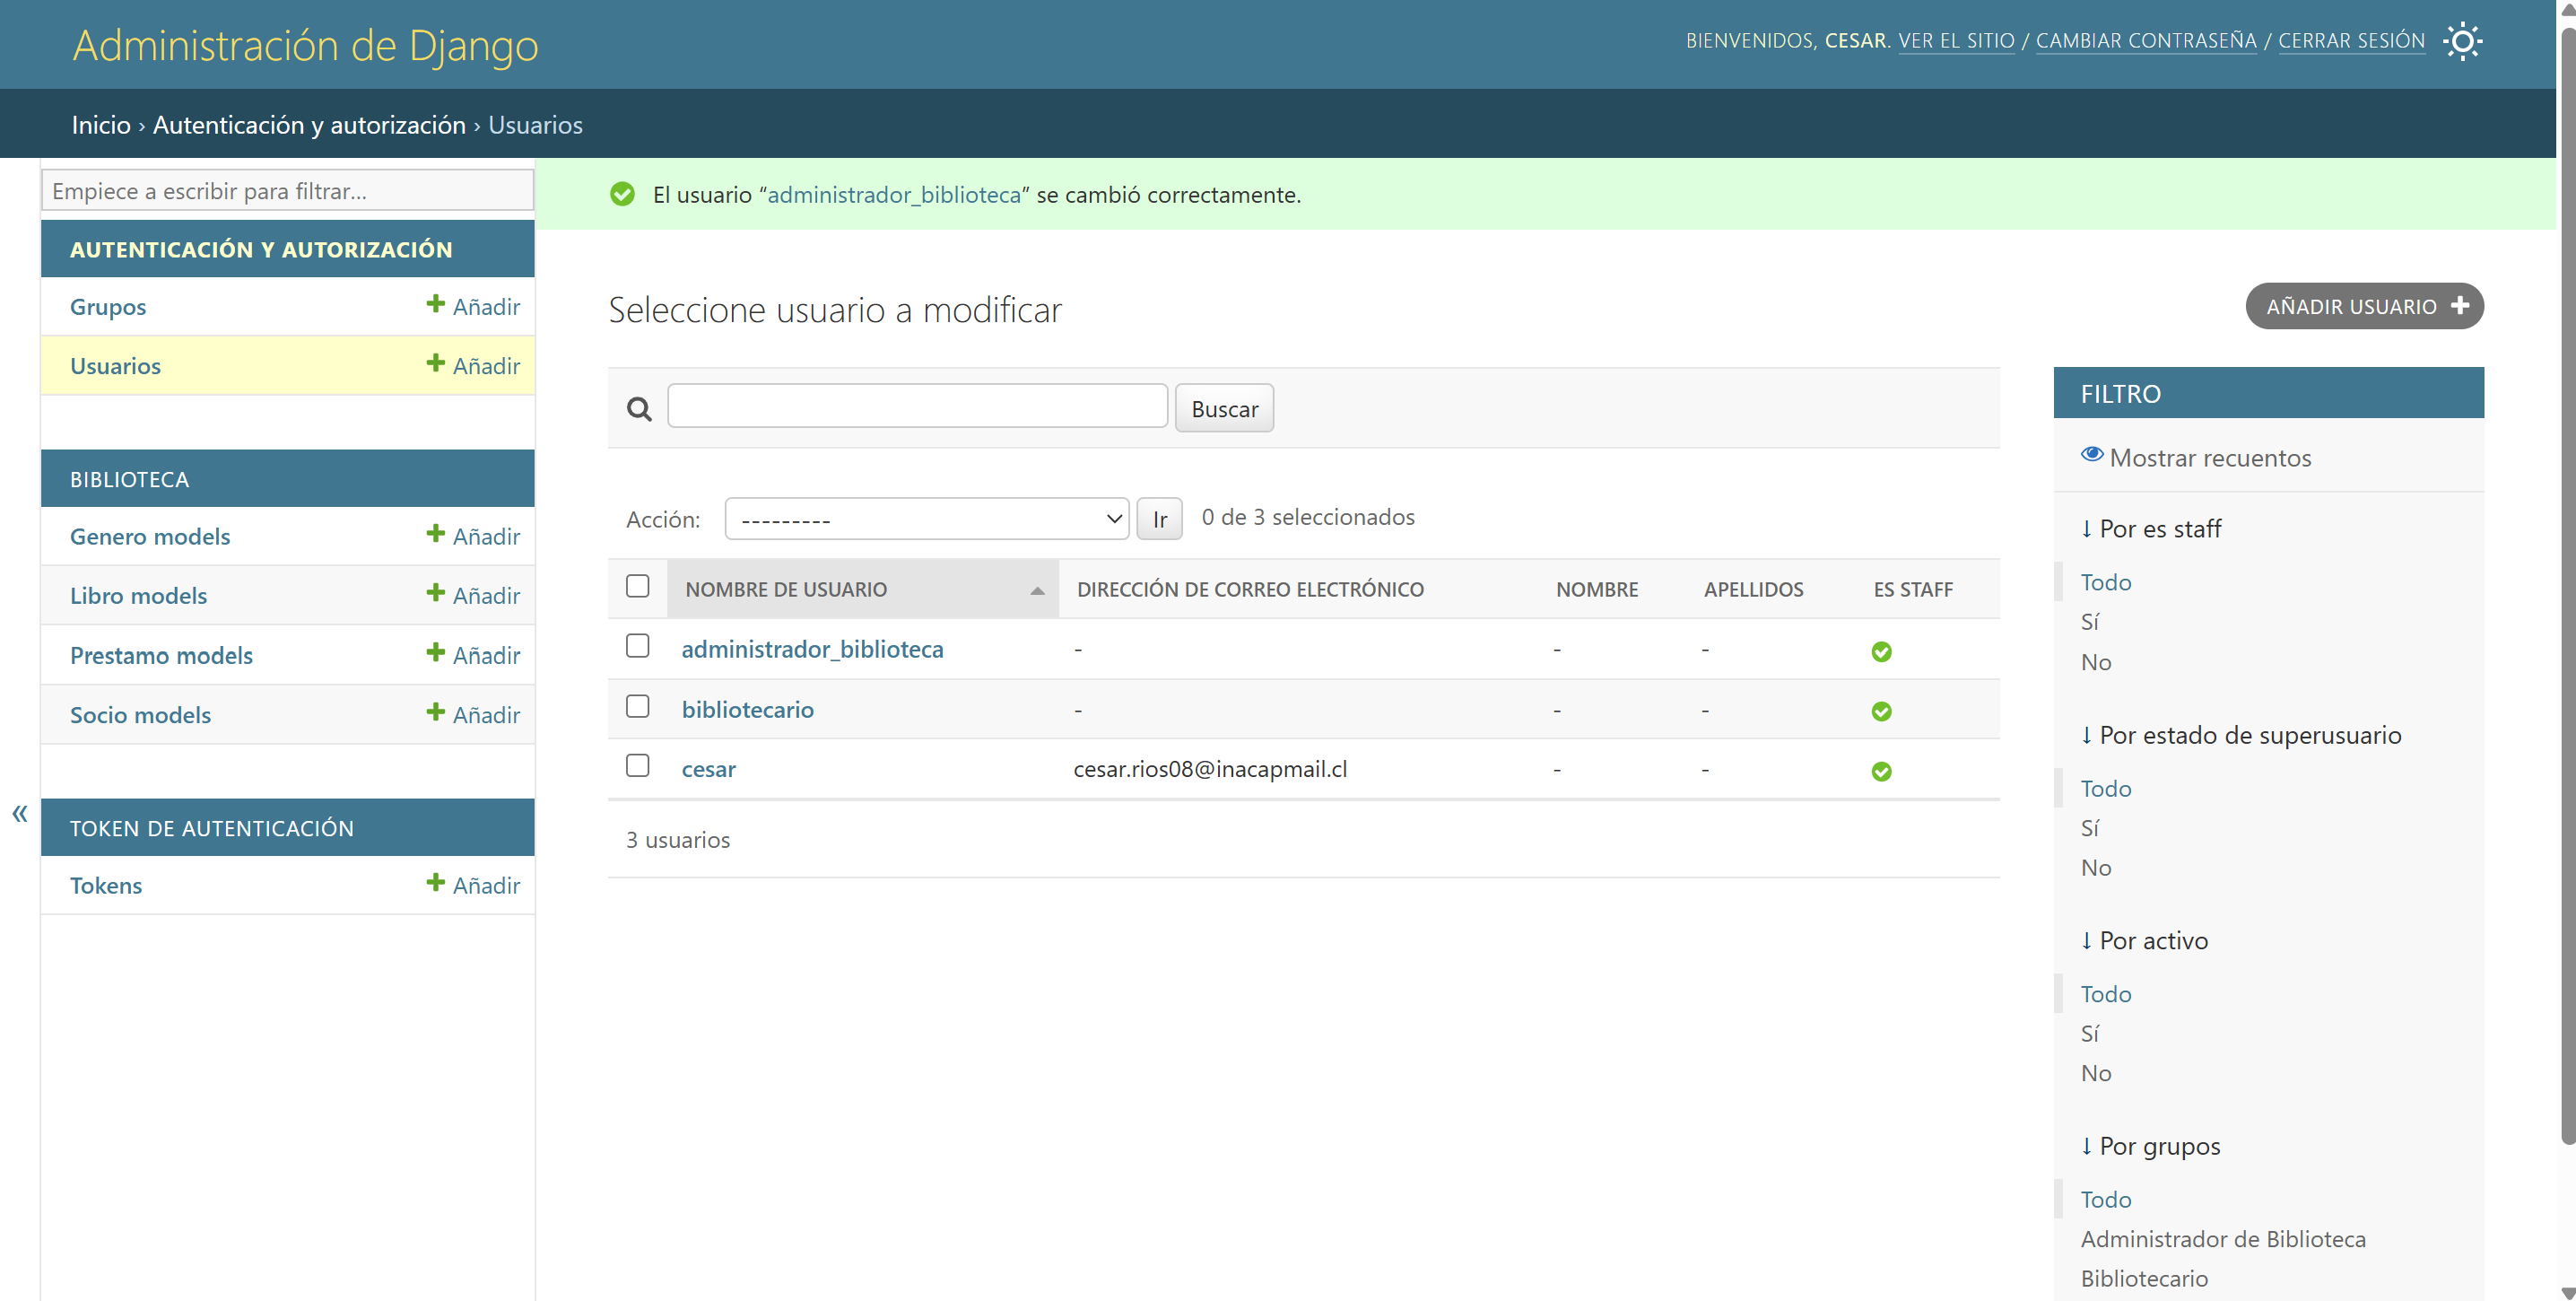 Administración de Django
BIENVENIDOS, CESAR. VER EL SITIO / CAMBIAR CONTRASEÑA / CERRAR SESIÓN
Inicio › Autenticación y autorización › Usuarios
Empiece a escribir para filtrar...
AUTENTICACIÓN Y AUTORIZACIÓN
Grupos Añadir
Usuarios Añadir
BIBLIOTECA
Genero models Añadir
Libro models Añadir
Prestamo models Añadir
Socio models Añadir
«
TOKEN DE AUTENTICACIÓN
Tokens Añadir
El usuario “administrador_biblioteca” se cambió correctamente.
Seleccione usuario a modificar
AÑADIR USUARIO
Buscar
Acción: --------- Ir 0 de 3 seleccionados
NOMBRE DE USUARIO DIRECCIÓN DE CORREO ELECTRÓNICO NOMBRE APELLIDOS ES STAFF
administrador_biblioteca - - -
bibliotecario - - -
cesar cesar.rios08@inacapmail.cl - -
3 usuarios
FILTRO
Mostrar recuentos
↓ Por es staff
Todo
Sí
No
↓ Por estado de superusuario
Todo
Sí
No
↓ Por activo
Todo
Sí
No
↓ Por grupos
Todo
Administrador de Biblioteca
Bibliotecario